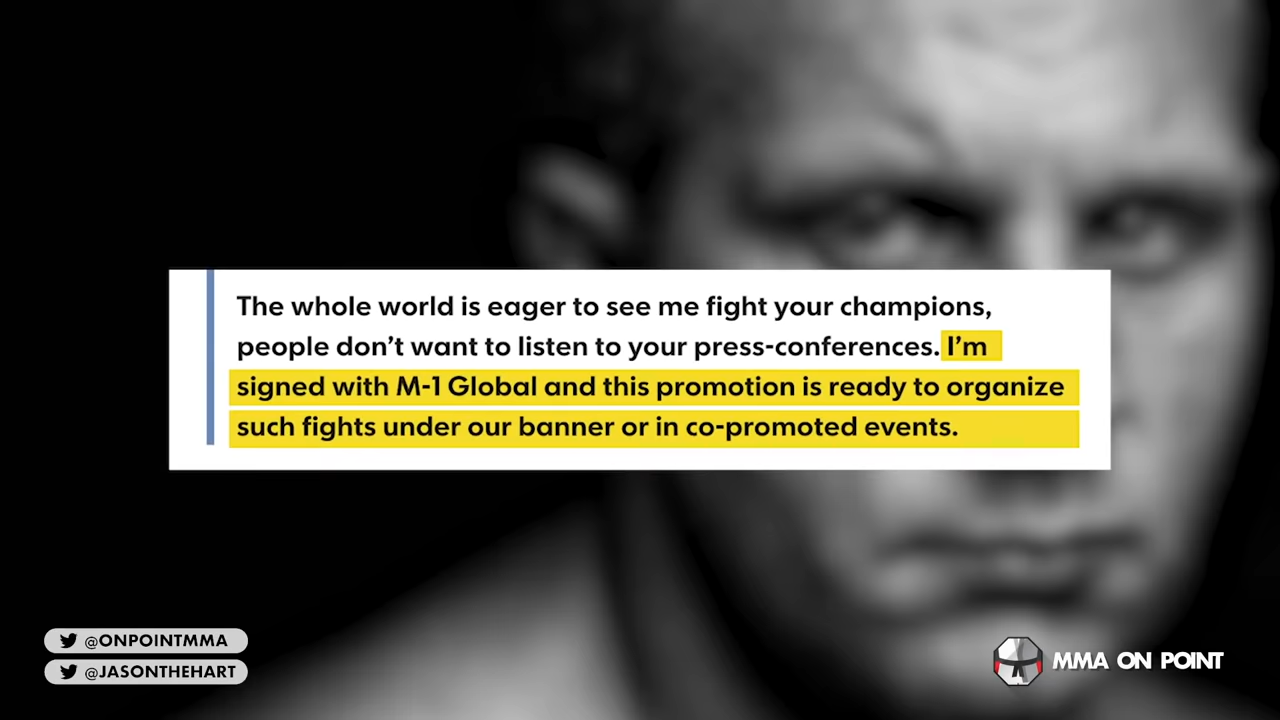 The whole world is eager to see me fight your champions,
people don't want to listen to your press-conferences. I'm
signed with M-1 Global and this promotion is ready to organize
such fights under our banner or in co-promoted events.
@ONPOINTMMA
@JASONTHEHART
MMA ON POINT